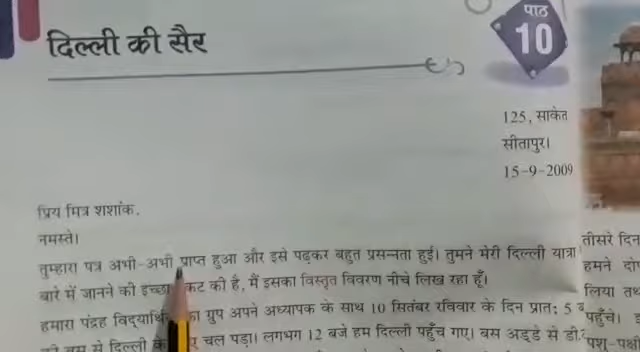 दिल्ली की सैर
पाठ
10
125, साकेत
सीतापुर।
15-9-2009
प्रिय मित्र शशांक,
नमस्ते।
तुम्हारा पत्र अभी-अभी प्राप्त हुआ और इसे पढ़कर बहुत प्रसन्नता हुई। तुमने मेरी दिल्ली यात्रा
बारे में जानने की इच्छा की है, मैं इसका विस्तृत विवरण नीचे लिख रहा हूँ।
हमारा पंद्रह ग्रुप अपने अध्यापक के साथ 10 सितंबर रविवार के दिन प्रातः 5
बस से दिल्ली चल पड़ा। लगभग 12 बजे हम दिल्ली पहुँच गए। बस अड्डे से
तीसरे दिन
हमने
लिया
पहुँचे।
पशु-पक्षी